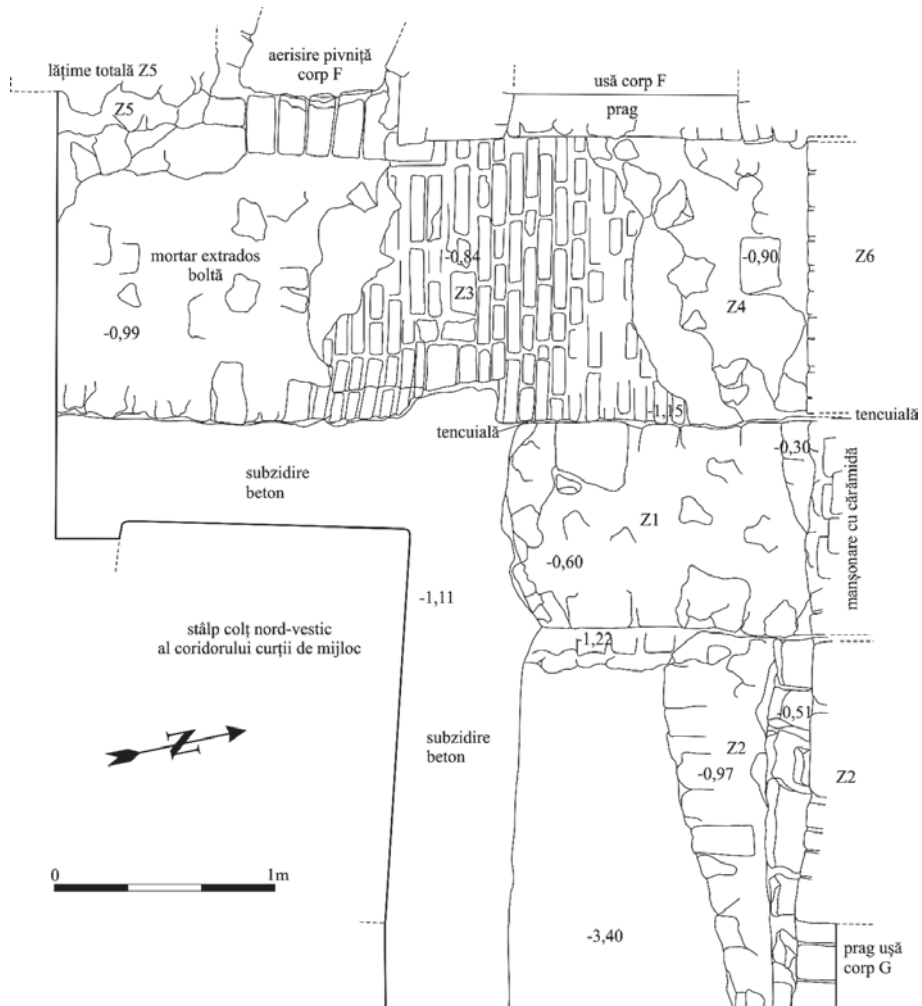 aerisire pivniță
corp F
lățime totală Z5
ușă corp F
prag
Z5
mortar extrados
boltă
-0,84
Z3
-0,90
Z6
Z4
-0,99
-1,15
tencuială
tencuială
-0,30
subzidire
beton
Z1
manșonare cu cărămidă
-0,60
-1,11
stâlp colț nord-vestic
al coridorului curții de mijloc
-1,22
-0,51
N
subzidire
beton
Z2
-0,97
Z2
0
1m
-3,40
prag ușă
corp G